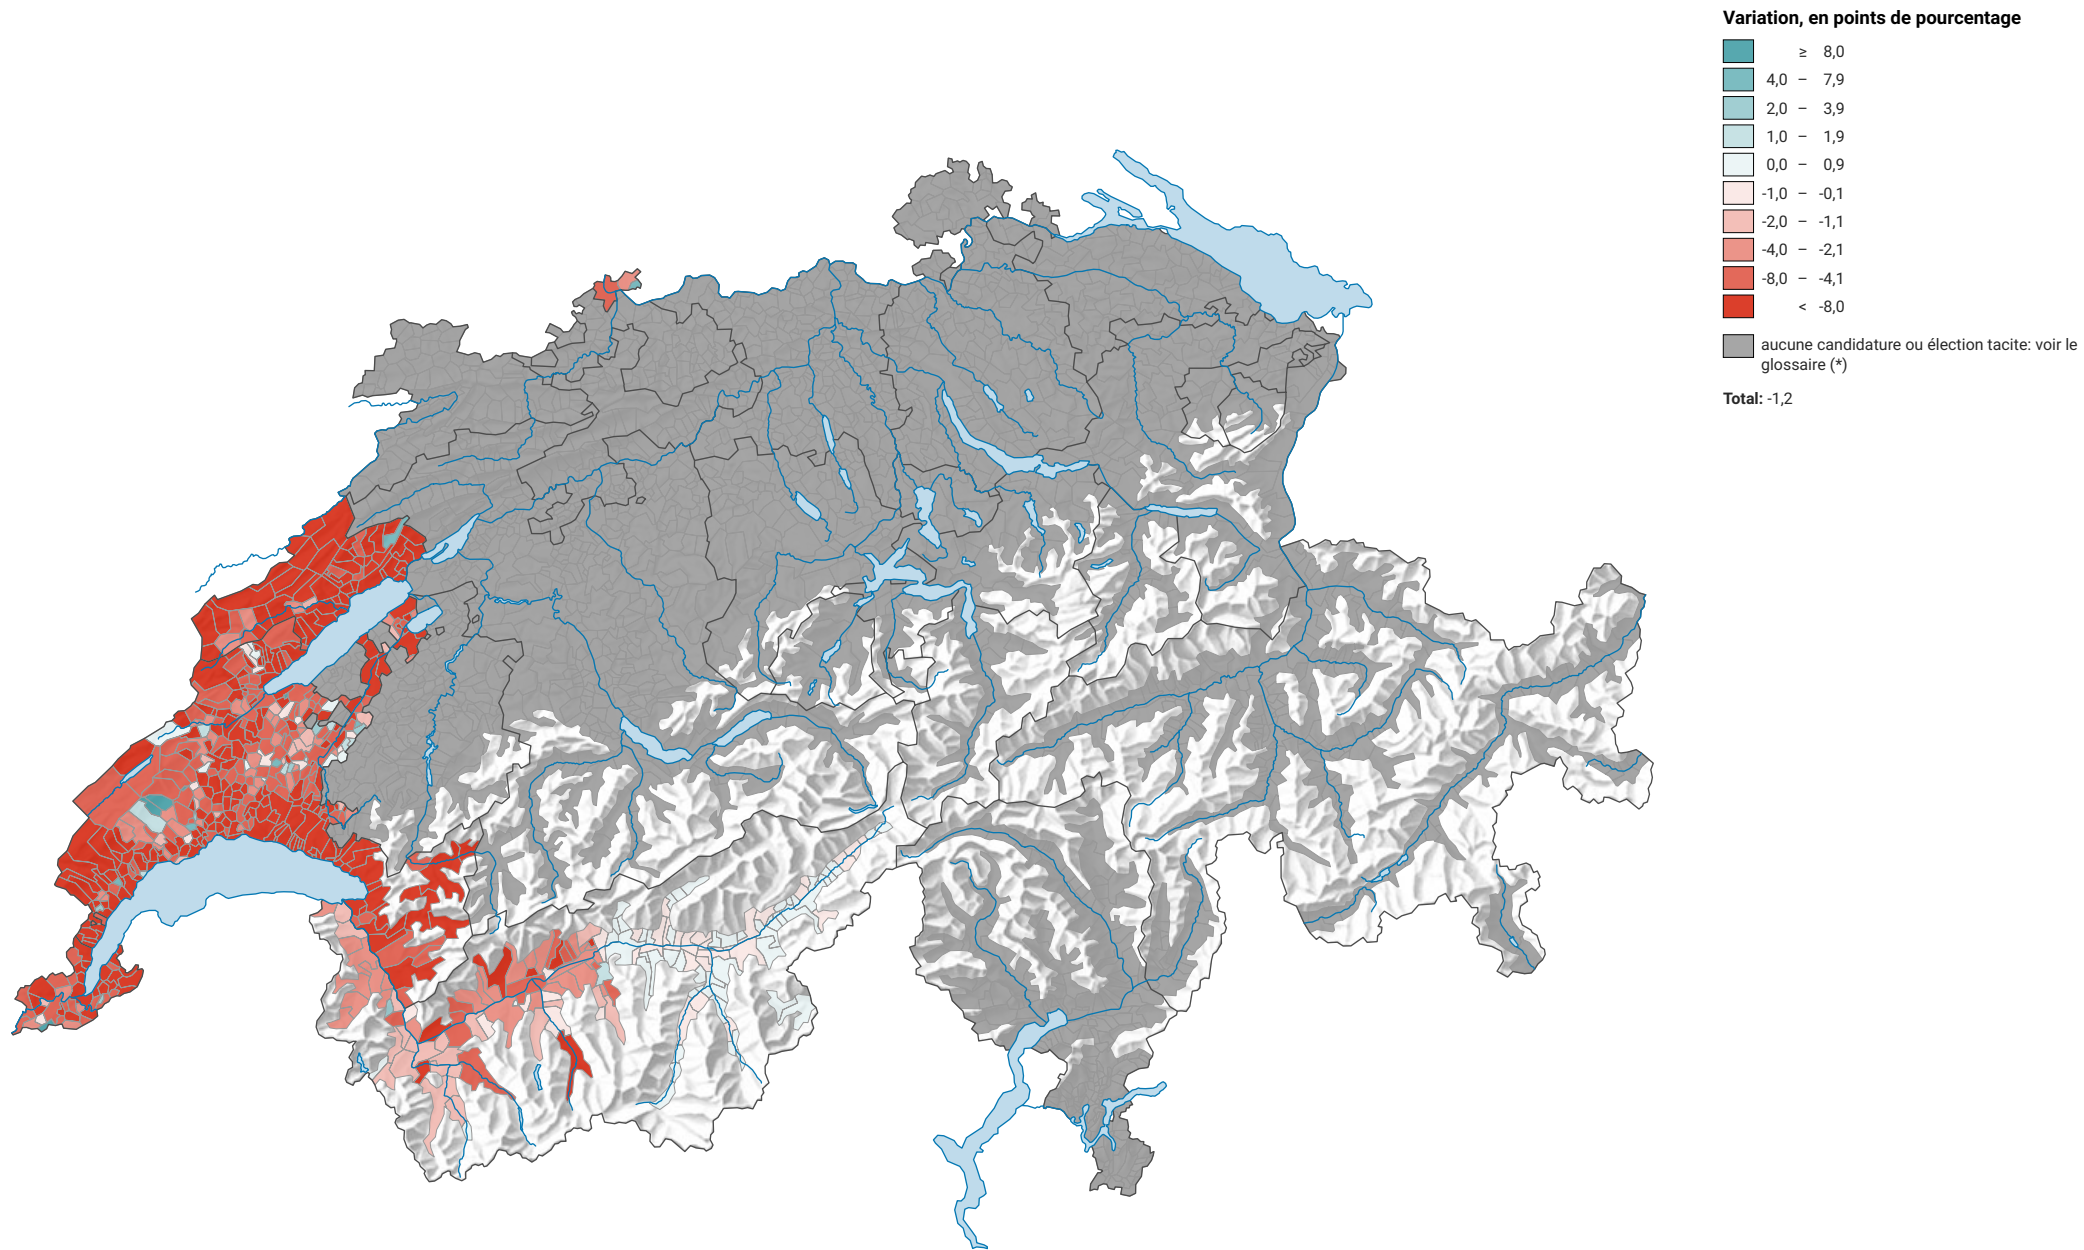 Variation, en points de pourcentage
≥ 8,0
4,0 – 7,9
2,0 – 3,9
1,0 – 1,9
0,0 – 0,9
-1,0 – -0,1
-2,0 – -1,1
-4,0 – -2,1
-8,0 – -4,1
< -8,0
aucune candidature ou élection tacite: voir le
glossaire (*)
Total: -1,2